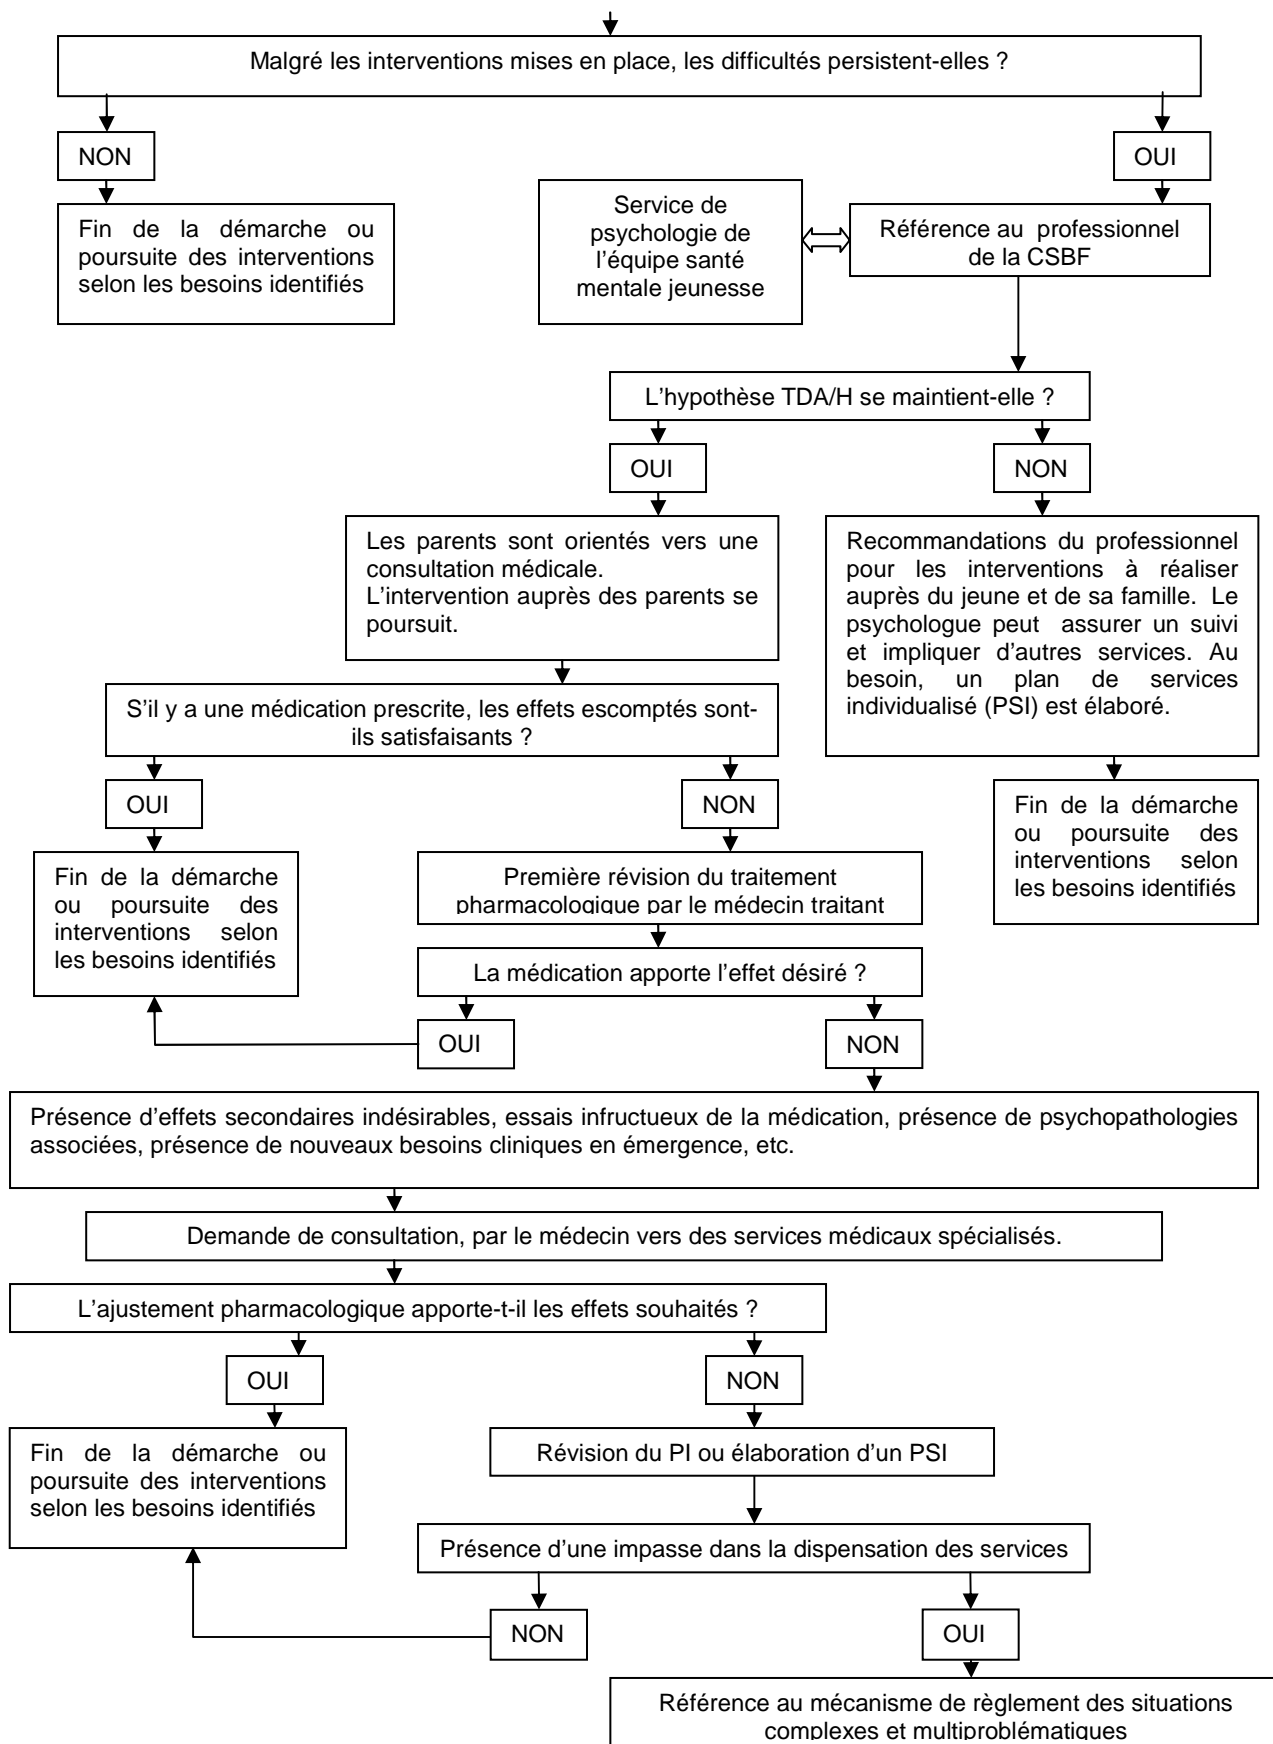 Malgré les interventions mises en place, les difficultés persistent-elles ?
NON
OUI
Fin de la démarche ou
poursuite des interventions
selon les besoins identifiés
Service de
psychologie de
l'équipe santé
mentale jeunesse
Référence au professionnel
de la CSBF
L'hypothèse TDA/H se maintient-elle ?
OUI
NON
Les parents sont orientés vers une
consultation médicale.
L'intervention auprès des parents se
poursuit.
Recommandations du professionnel
pour les interventions à réaliser
auprès du jeune et de sa famille. Le
psychologue peut assurer un suivi
et impliquer d'autres services. Au
besoin, un plan de services
individualisé (PSI) est élaboré.
S'il y a une médication prescrite, les effets escomptés sont-
ils satisfaisants ?
OUI
NON
Fin de la démarche
ou poursuite des
interventions selon
les besoins identifiés
Fin de la démarche
ou poursuite des
interventions selon
les besoins identifiés
Première révision du traitement
pharmacologique par le médecin traitant
La médication apporte l'effet désiré ?
OUI
NON
Présence d'effets secondaires indésirables, essais infructueux de la médication, présence de psychopathologies
associées, présence de nouveaux besoins cliniques en émergence, etc.
Demande de consultation, par le médecin vers des services médicaux spécialisés.
L'ajustement pharmacologique apporte-t-il les effets souhaités ?
OUI
NON
Fin de la démarche ou
poursuite des interventions
selon les besoins identifiés
Révision du PI ou élaboration d'un PSI
Présence d'une impasse dans la dispensation des services
NON
OUI
Référence au mécanisme de règlement des situations
complexes et multiproblématiques